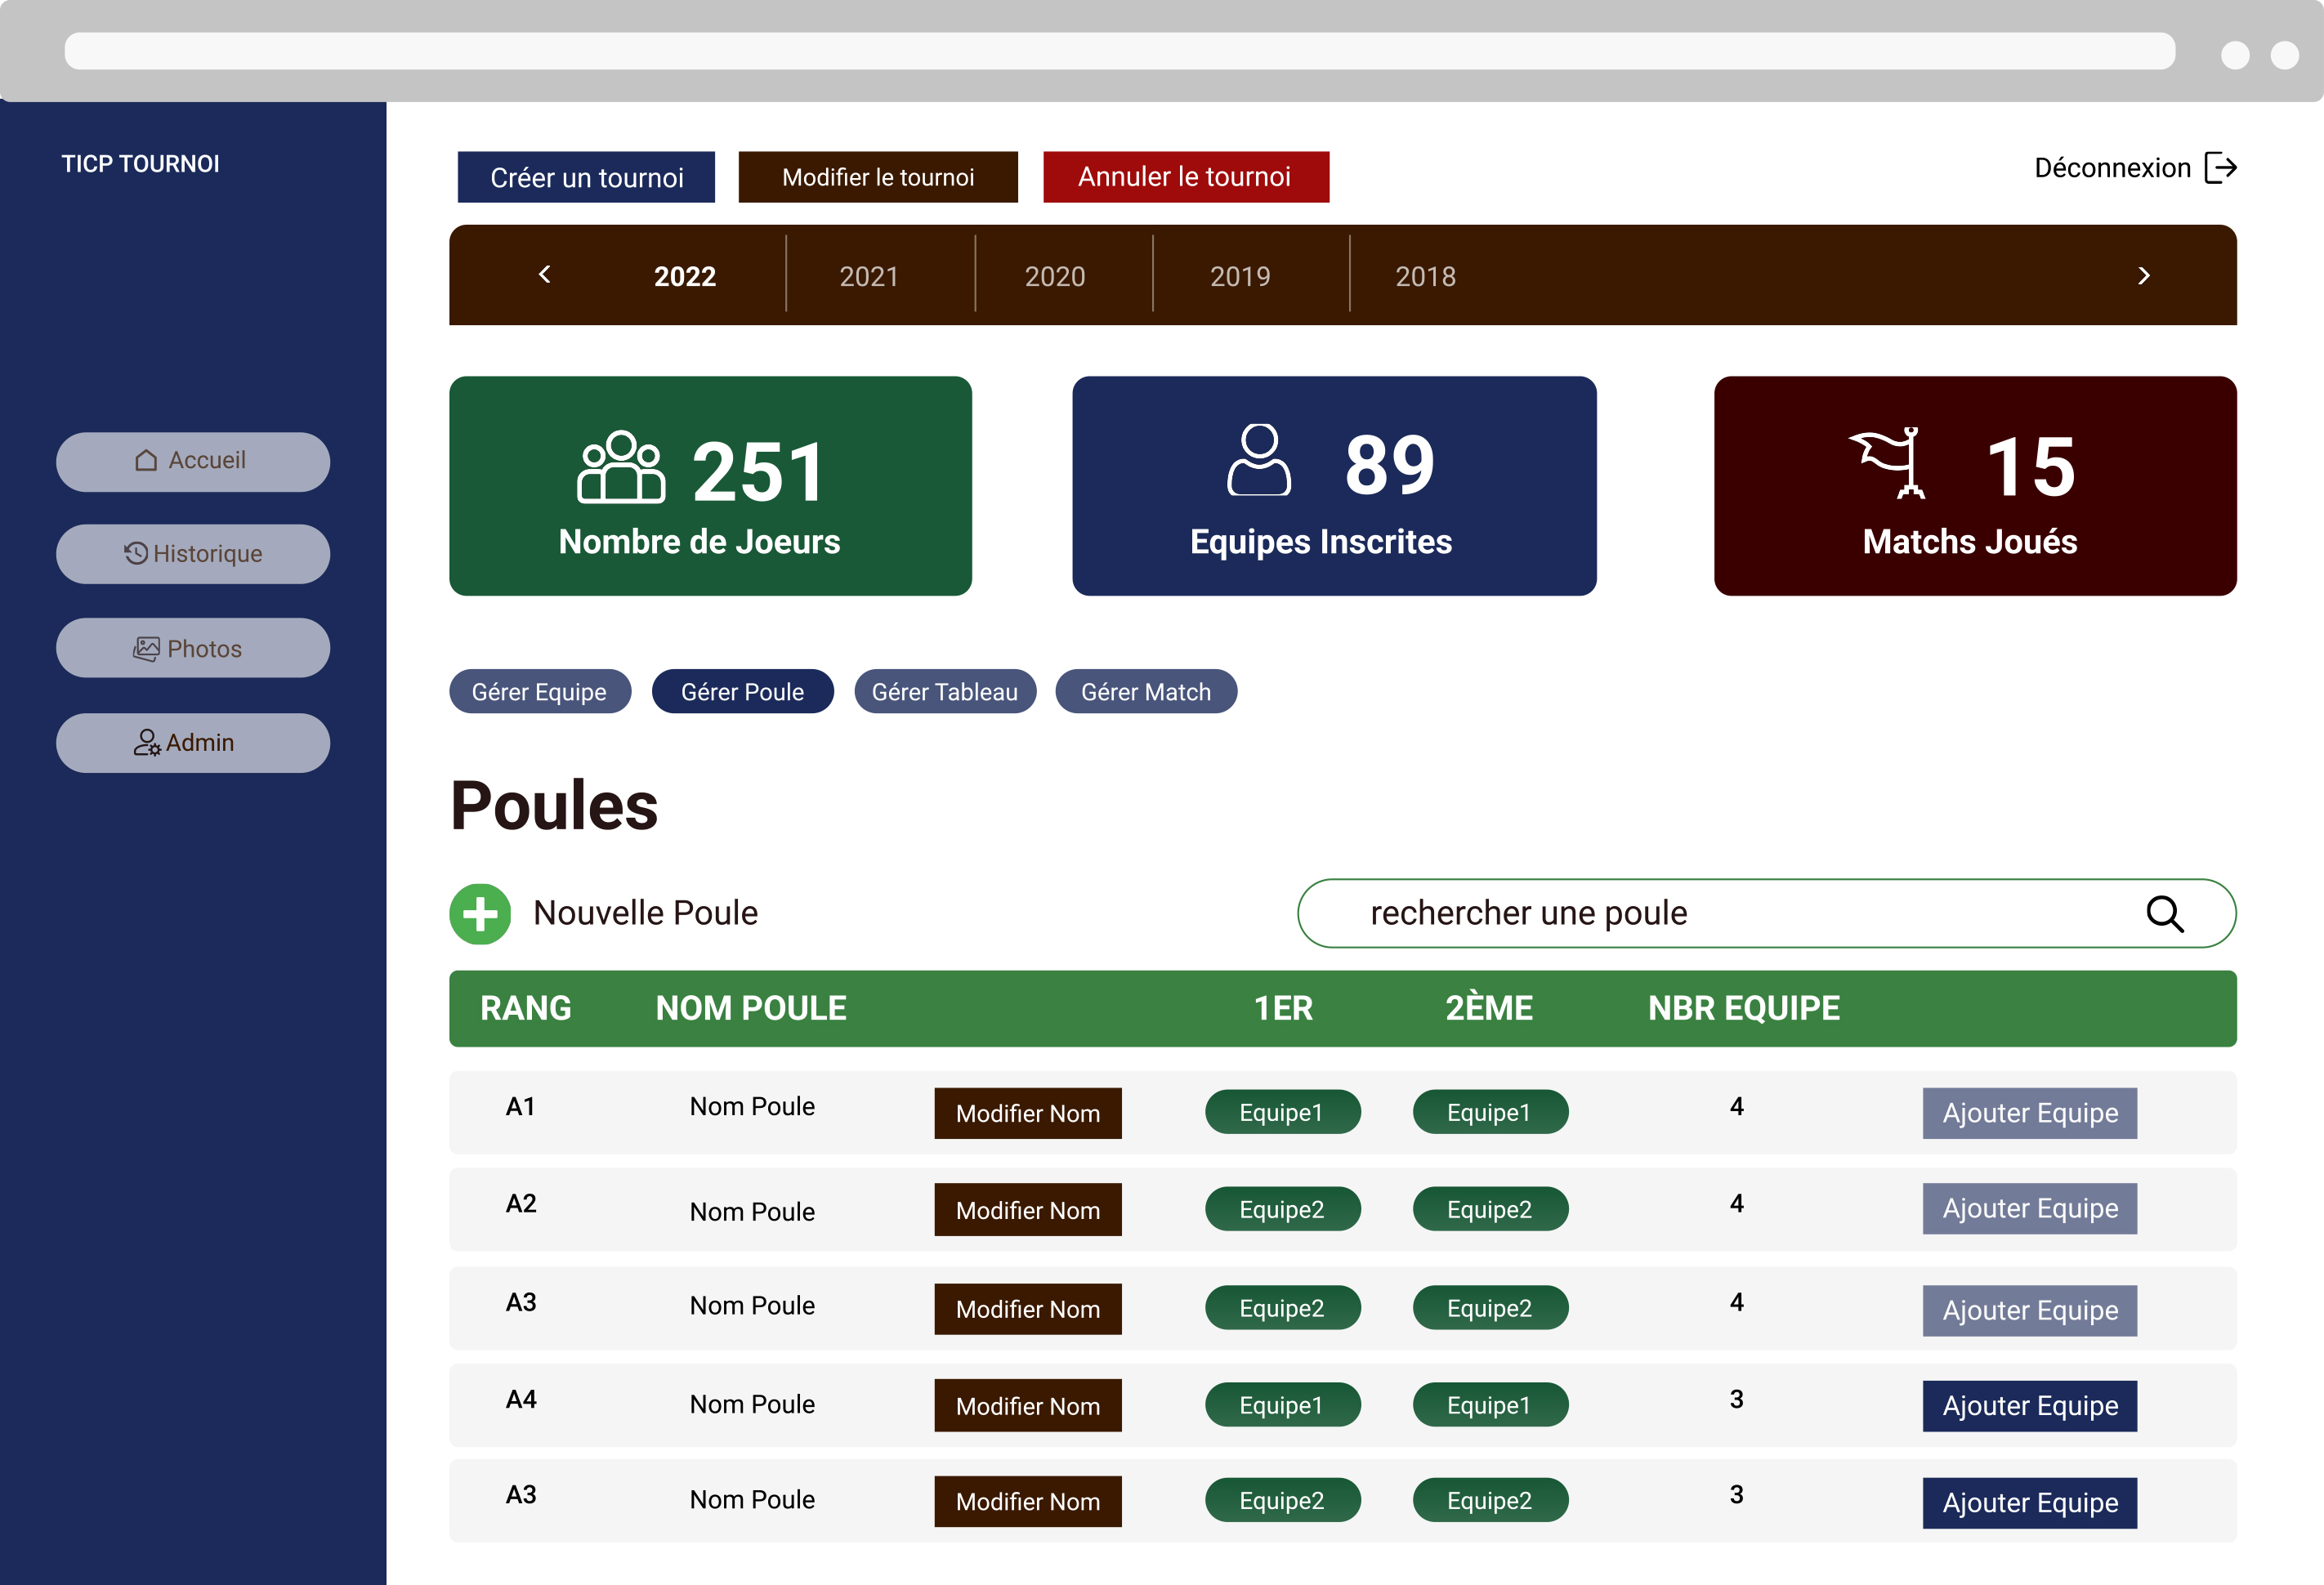 TICP TOURNOI
Créer un tournoi
Modifier le tournoi
Annuler le tournoi
Déconnexion
2022 2021 2020 2019 2018
Accueil
Historique
Photos
Admin
251
Nombre de Joeurs
89
Equipes Inscrites
15
Matchs Joués
Gérer Equipe
Gérer Poule
Gérer Tableau
Gérer Match
Poules
Nouvelle Poule
rechercher une poule
RANG NOM POULE 1ER 2ÈME NBR EQUIPE
A1 Nom Poule Modifier Nom Equipe1 Equipe1 4 Ajouter Equipe
A2 Nom Poule Modifier Nom Equipe2 Equipe2 4 Ajouter Equipe
A3 Nom Poule Modifier Nom Equipe2 Equipe2 4 Ajouter Equipe
A4 Nom Poule Modifier Nom Equipe1 Equipe1 3 Ajouter Equipe
A3 Nom Poule Modifier Nom Equipe2 Equipe2 3 Ajouter Equipe